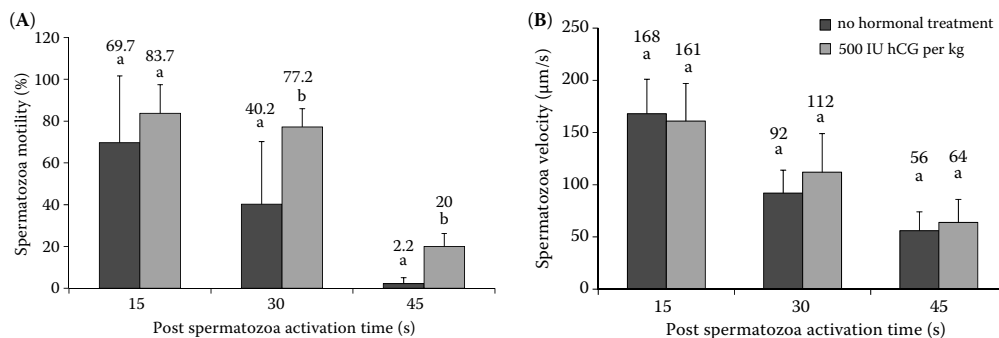 (A)
Spermatozoa motility (%)
120
100
80
60
40
20
0
69.7
a
83.7
a
40.2
a
77.2
b
2.2
a
20
b
15 30 45
Post spermatozoa activation time (s)
(B)
Spermatozoa velocity (µm/s)
250
200
150
100
50
0
no hormonal treatment
500 IU hCG per kg
168
a
161
a
92
a
112
a
56
a
64
a
15 30 45
Post spermatozoa activation time (s)